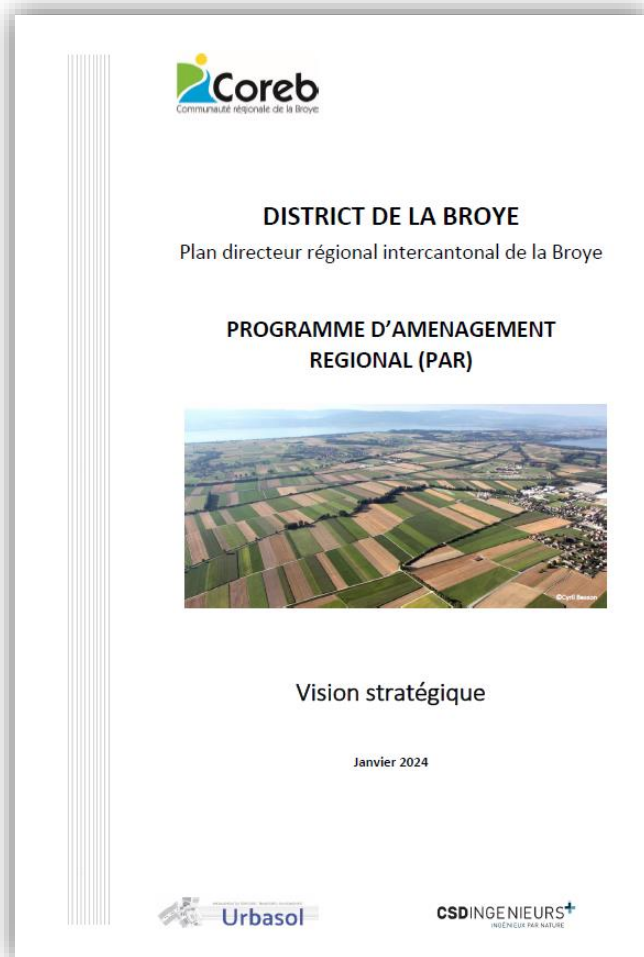 Coreb
Communauté régionale de la Broye
DISTRICT DE LA BROYE
Plan directeur régional intercantonal de la Broye
PROGRAMME D'AMENAGEMENT
REGIONAL (PAR)
©Cyril Besson
Vision stratégique
Janvier 2024
Urbasol
CSDINGENIEURS+
INGÉNIEUX PAR NATURE